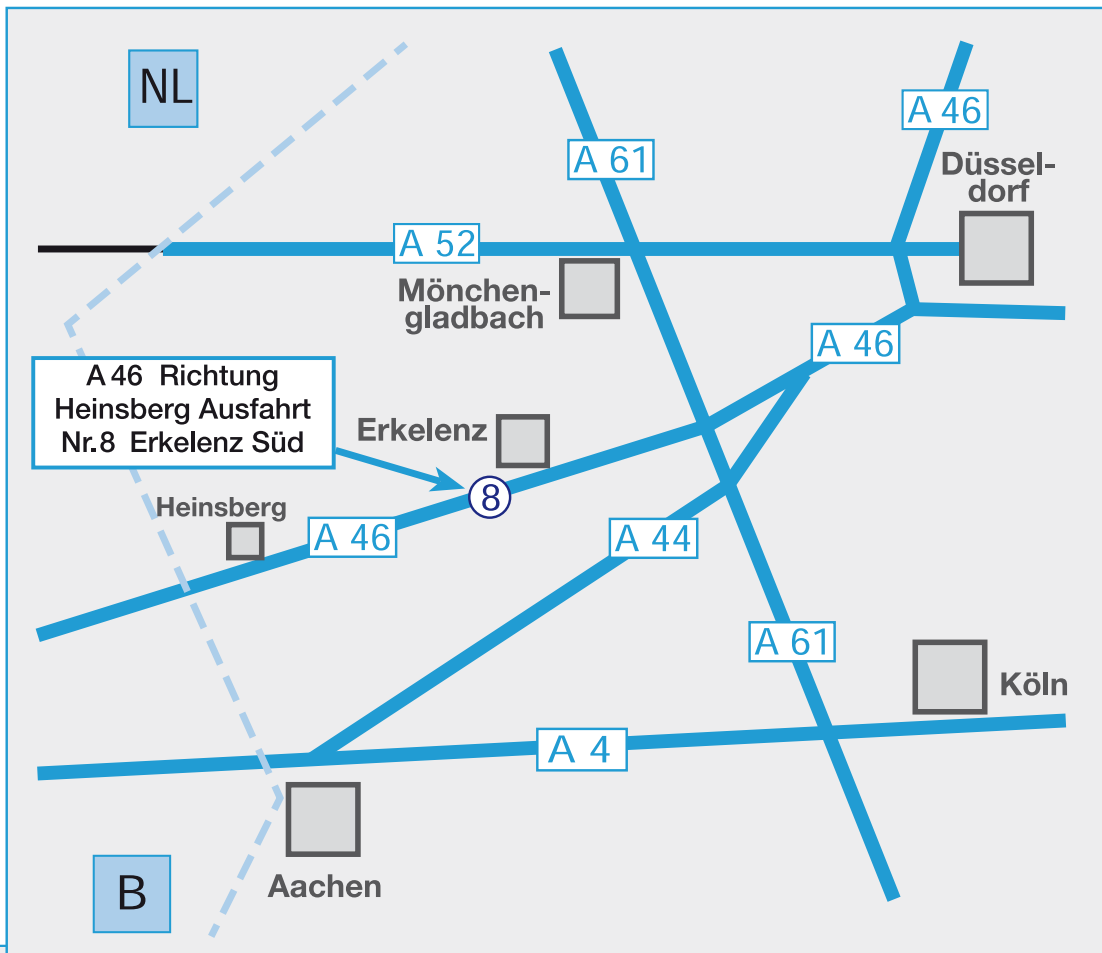 NL
A 46
A 61
Düssel-
dorf
A 52
Mönchen-
gladbach
A 46
A 46 Richtung
Heinsberg Ausfahrt
Nr. 8 Erkelenz Süd
Erkelenz
8
Heinsberg
A 46
A 44
A 61
Köln
A 4
Aachen
B